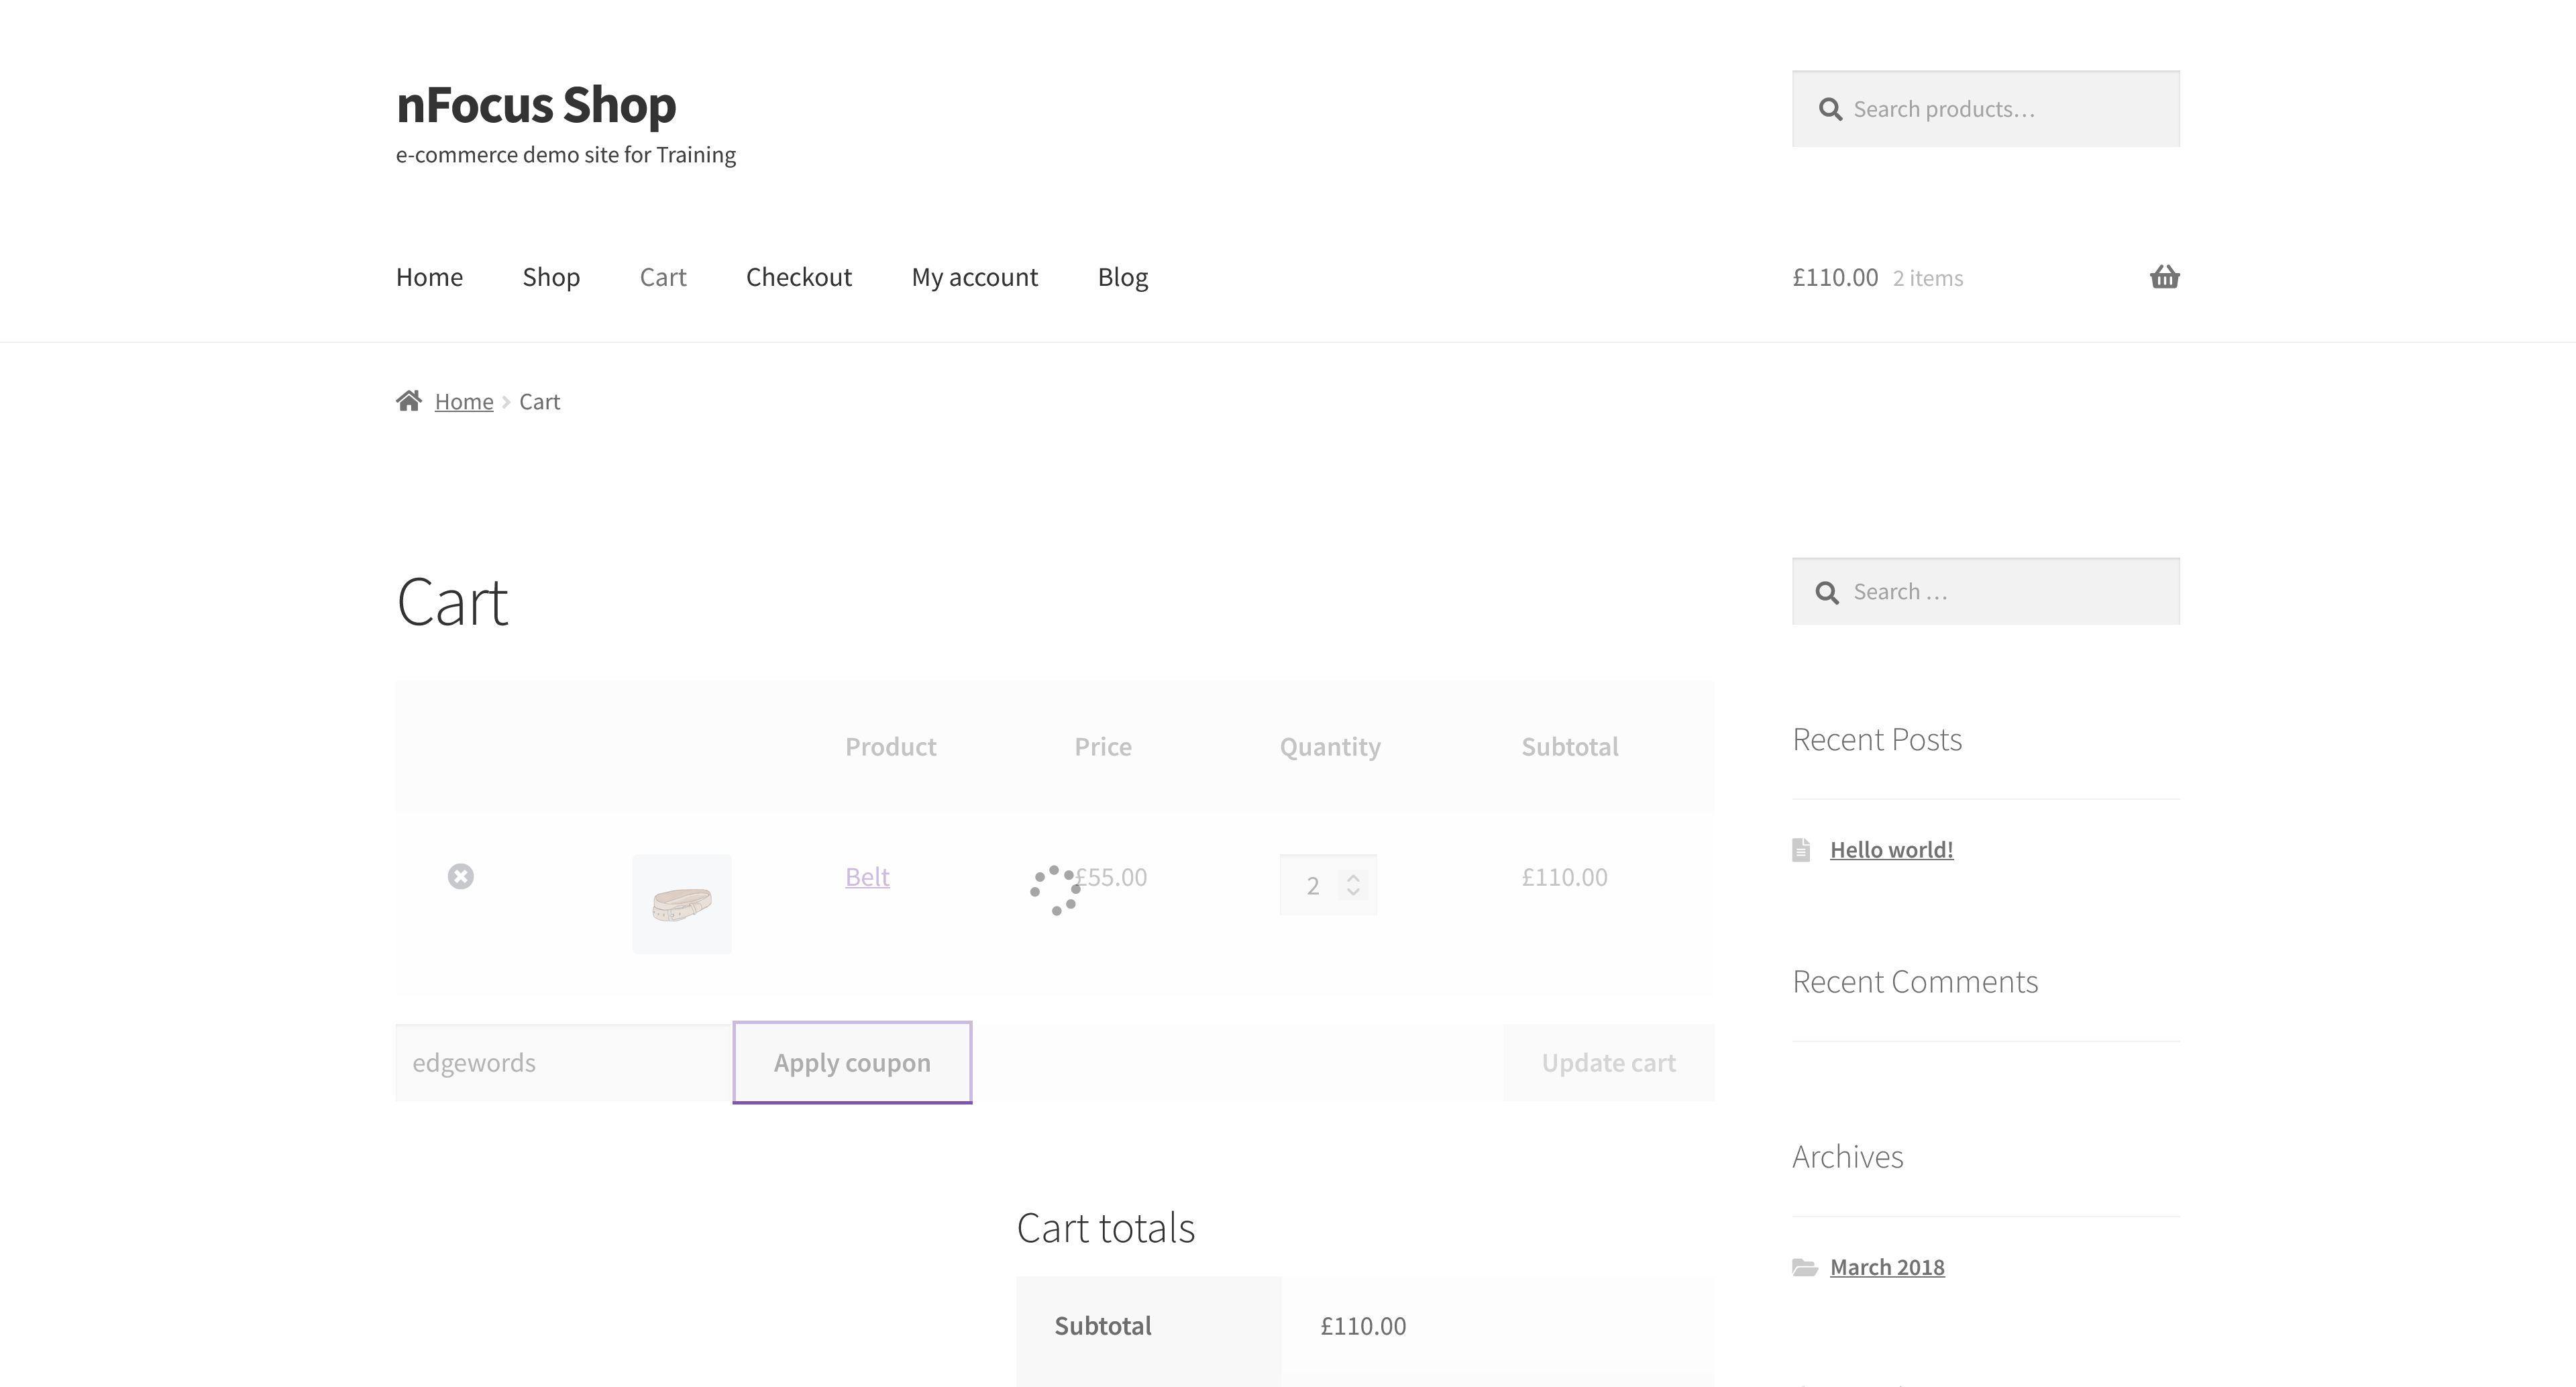 nFocus Shop
e-commerce demo site for Training
Search products…
Home Shop Cart Checkout My account Blog
£110.00 2 items
Home Cart
Cart
Product Price Quantity Subtotal
Belt £55.00 2 £110.00
edgewords Apply coupon Update cart
Cart totals
Subtotal £110.00
Search …
Recent Posts
Hello world!
Recent Comments
Archives
March 2018